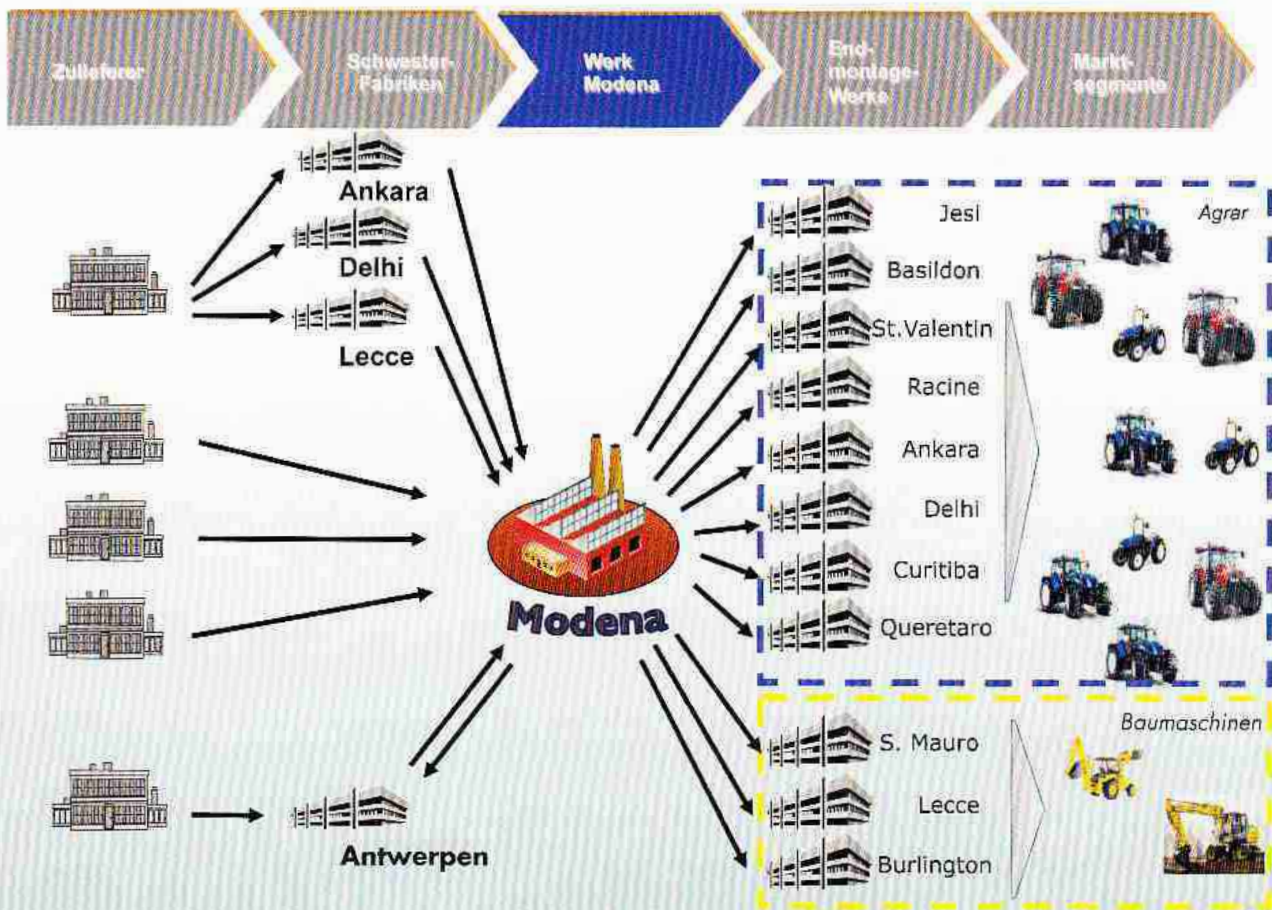 Zulieferer
Schwester-
Fabriken
Werk
Modena
End-
montage-
Werke
Markt-
segmente
Ankara
Delhi
Lecce
Modena
Antwerpen
Jesi
Agrar
Basildon
St.Valentin
Racine
Ankara
Delhi
Curitiba
Queretaro
Baumaschinen
S. Mauro
Lecce
Burlington